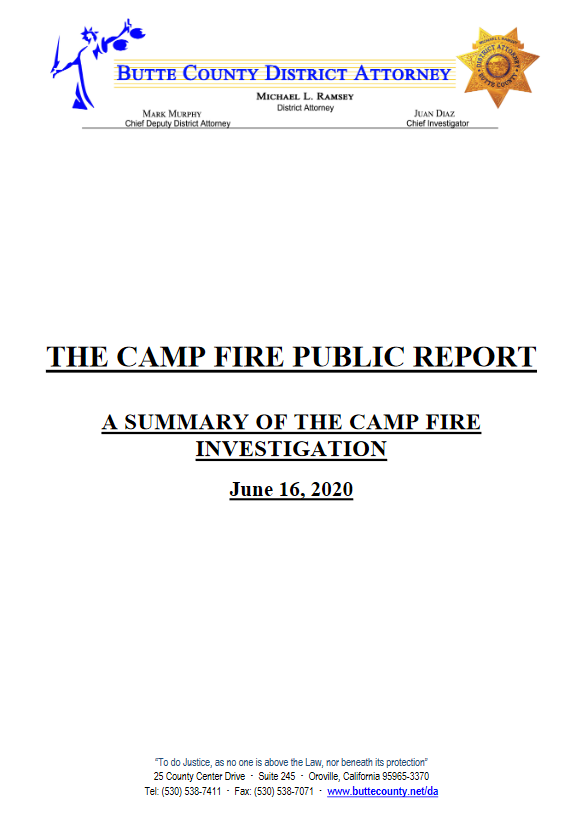 BUTTE COUNTY DISTRICT ATTORNEY
MICHAEL L. RAMSEY
District Attorney
MARK MURPHY
Chief Deputy District Attorney
JUAN DIAZ
Chief Investigator
MICHAEL L. RAMSEY
DISTRICT ATTORNEY
BUTTE COUNTY
THE CAMP FIRE PUBLIC REPORT
A SUMMARY OF THE CAMP FIRE
INVESTIGATION
June 16, 2020
“To do Justice, as no one is above the Law, nor beneath its protection”
25 County Center Drive · Suite 245 · Oroville, California 95965-3370
Tel: (530) 538-7411 · Fax: (530) 538-7071 · www.buttecounty.net/da